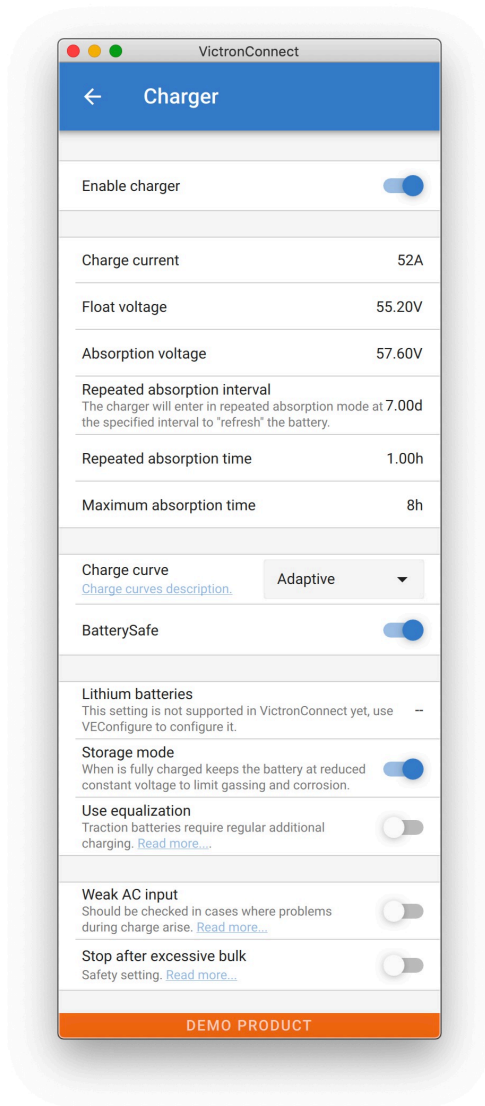 VictronConnect
Charger
Enable charger
Charge current 52A
Float voltage 55.20V
Absorption voltage 57.60V
Repeated absorption interval
The charger will enter in repeated absorption mode at 7.00d
the specified interval to "refresh" the battery.
Repeated absorption time 1.00h
Maximum absorption time 8h
Charge curve
Adaptive
Charge curves description.
BatterySafe
Lithium batteries
This setting is not supported in VictronConnect yet, use --
VEConfigure to configure it.
Storage mode
When is fully charged keeps the battery at reduced
constant voltage to limit gassing and corrosion.
Use equalization
Traction batteries require regular additional
charging. Read more....
Weak AC input
Should be checked in cases where problems
during charge arise. Read more...
Stop after excessive bulk
Safety setting. Read more...
DEMO PRODUCT